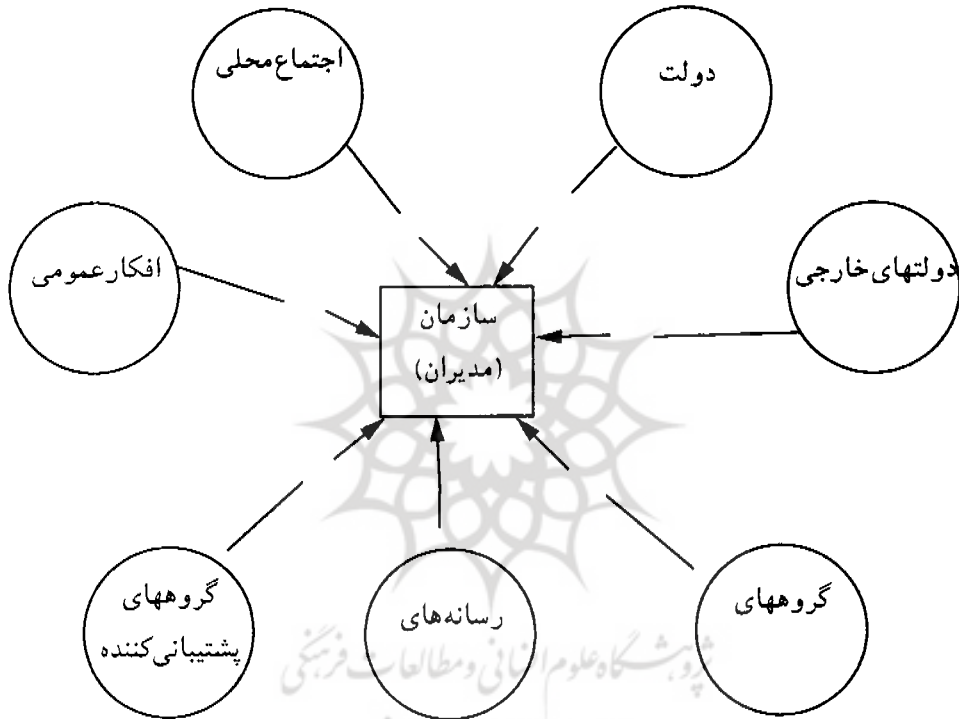 دولت
اجتماع محلی
دولتهای خارجی
افکار عمومی
سازمان
(مدیران)
گروههای
رسانه‌های
گروههای
پشتیبانی‌کننده
پژوهشگاه علوم انسانی و مطالعات فرهنگی